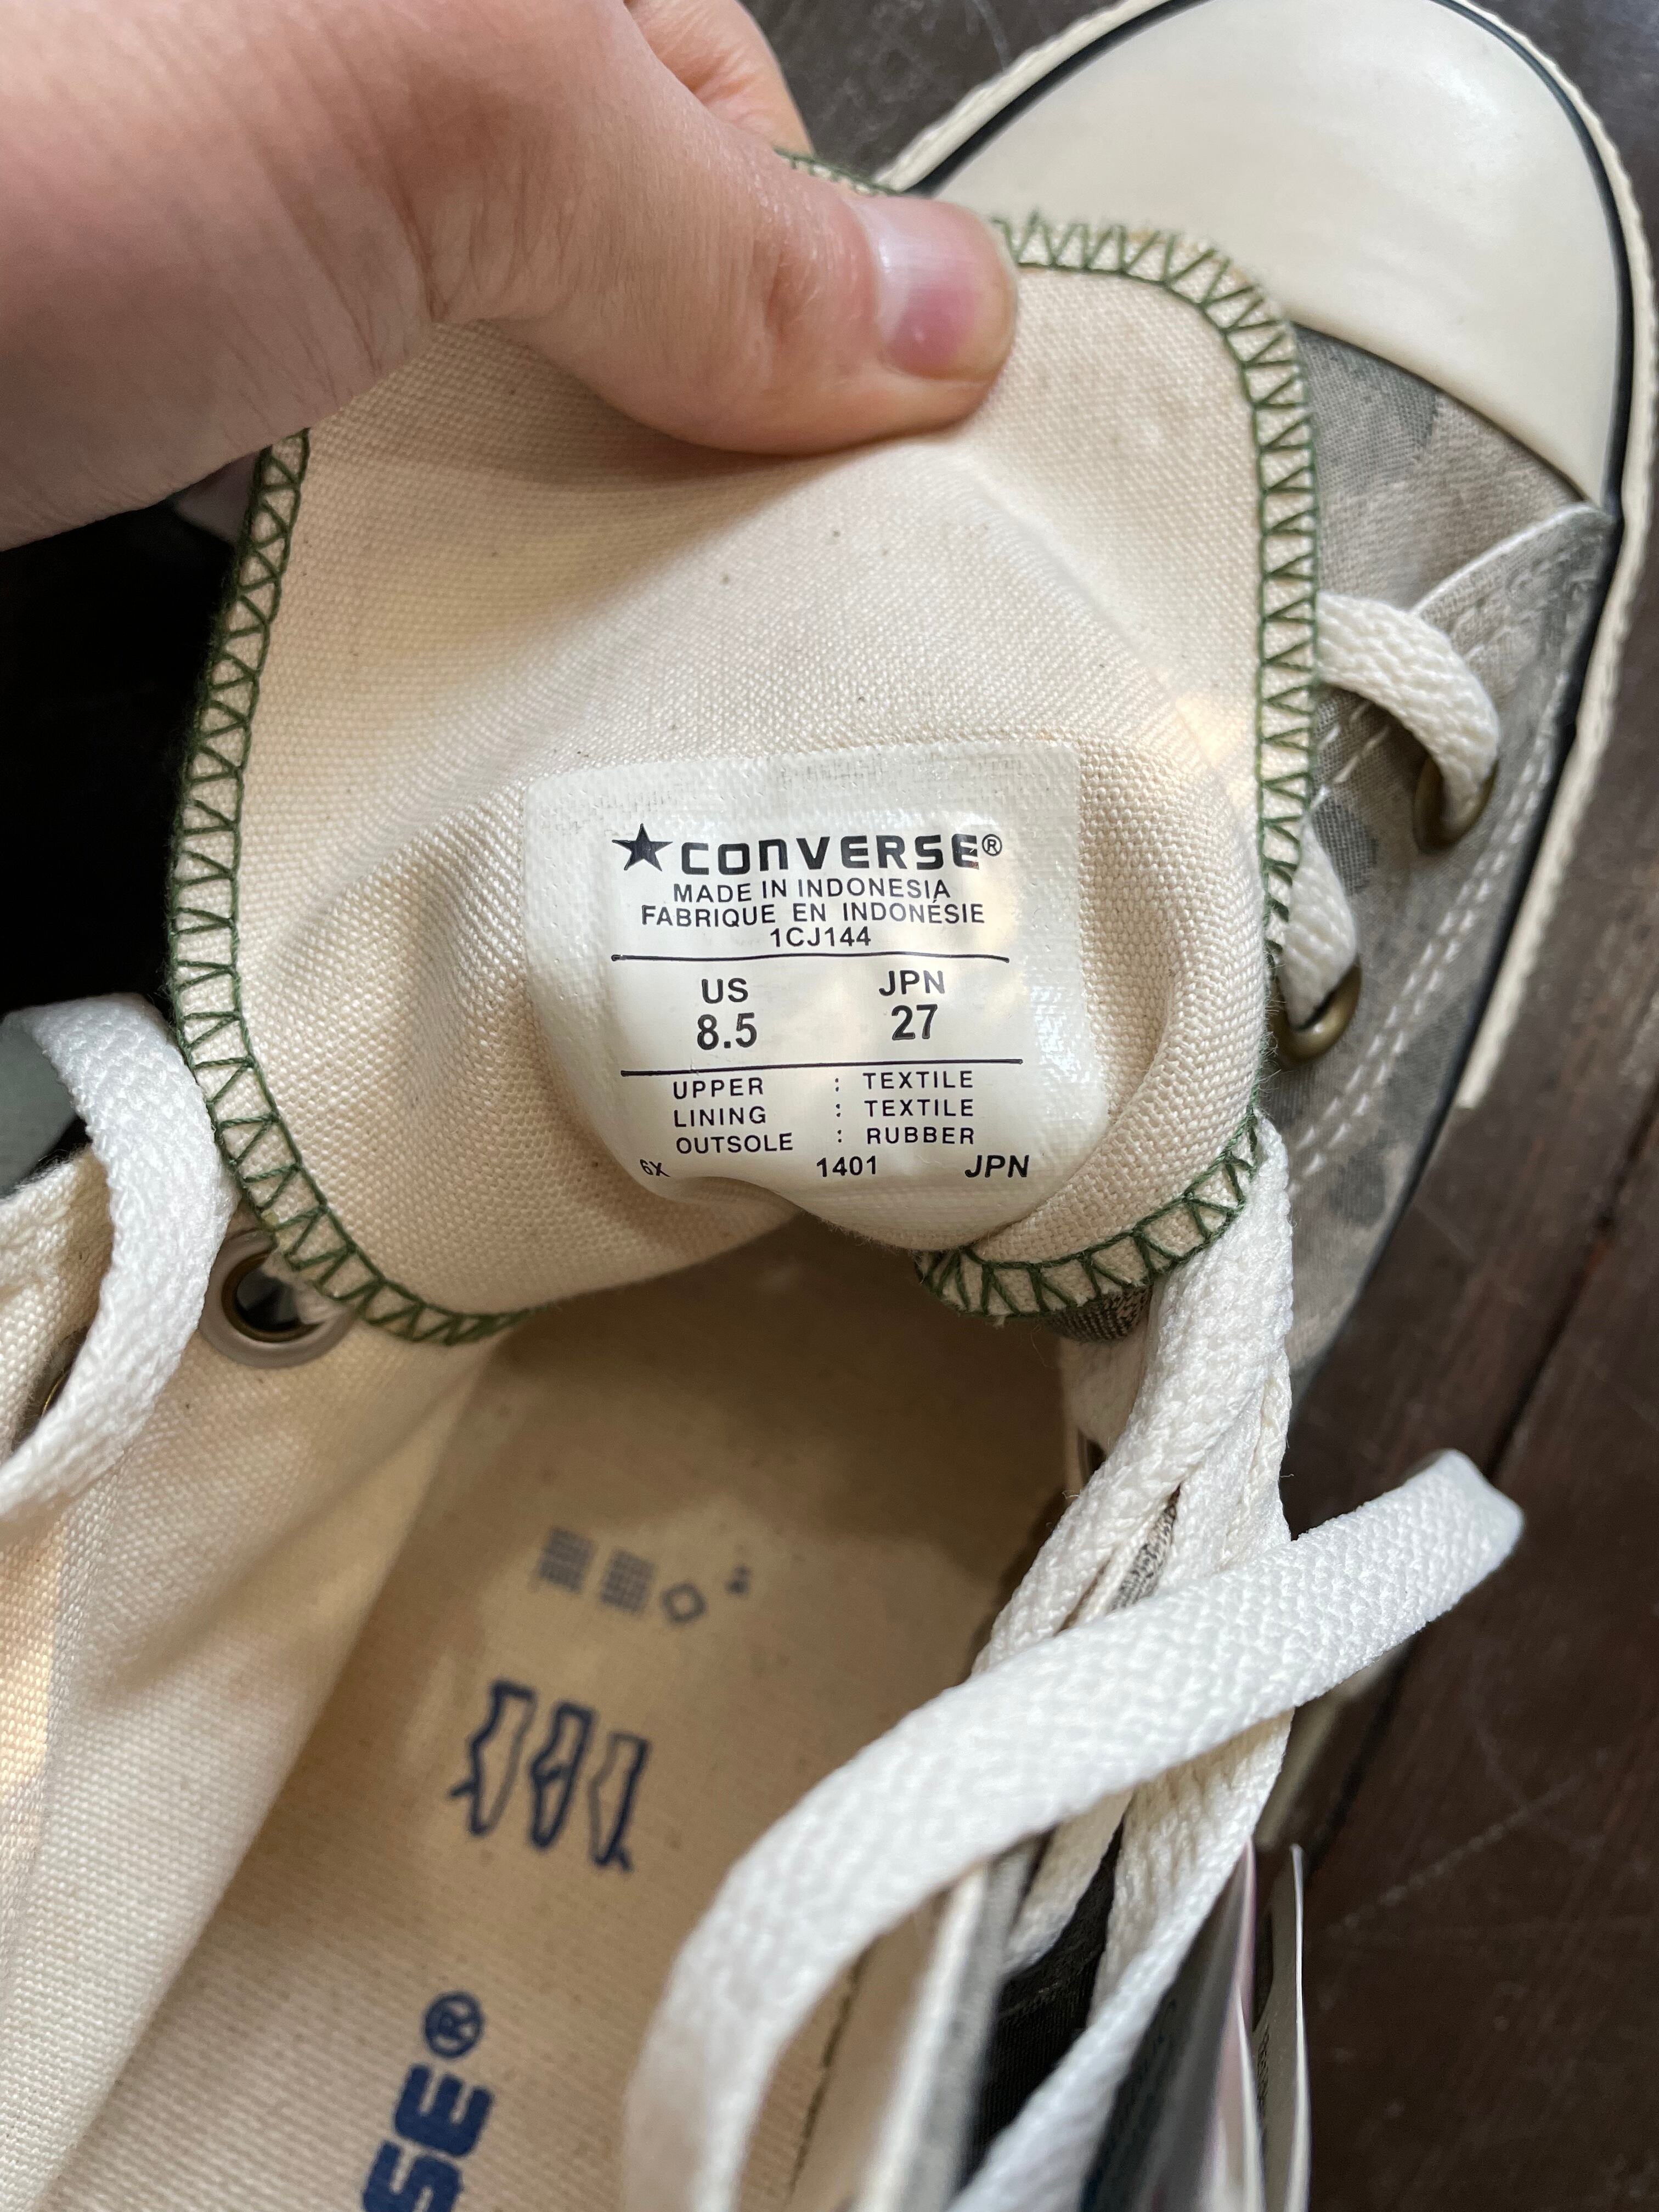 ★CONVERSE®
MADE IN INDONESIA
FABRIQUE EN INDONÉSIE
1CJ144
US JPN
8.5 27
UPPER : TEXTILE
LINING : TEXTILE
OUTSOLE : RUBBER
6X 1401 JPN
SE®